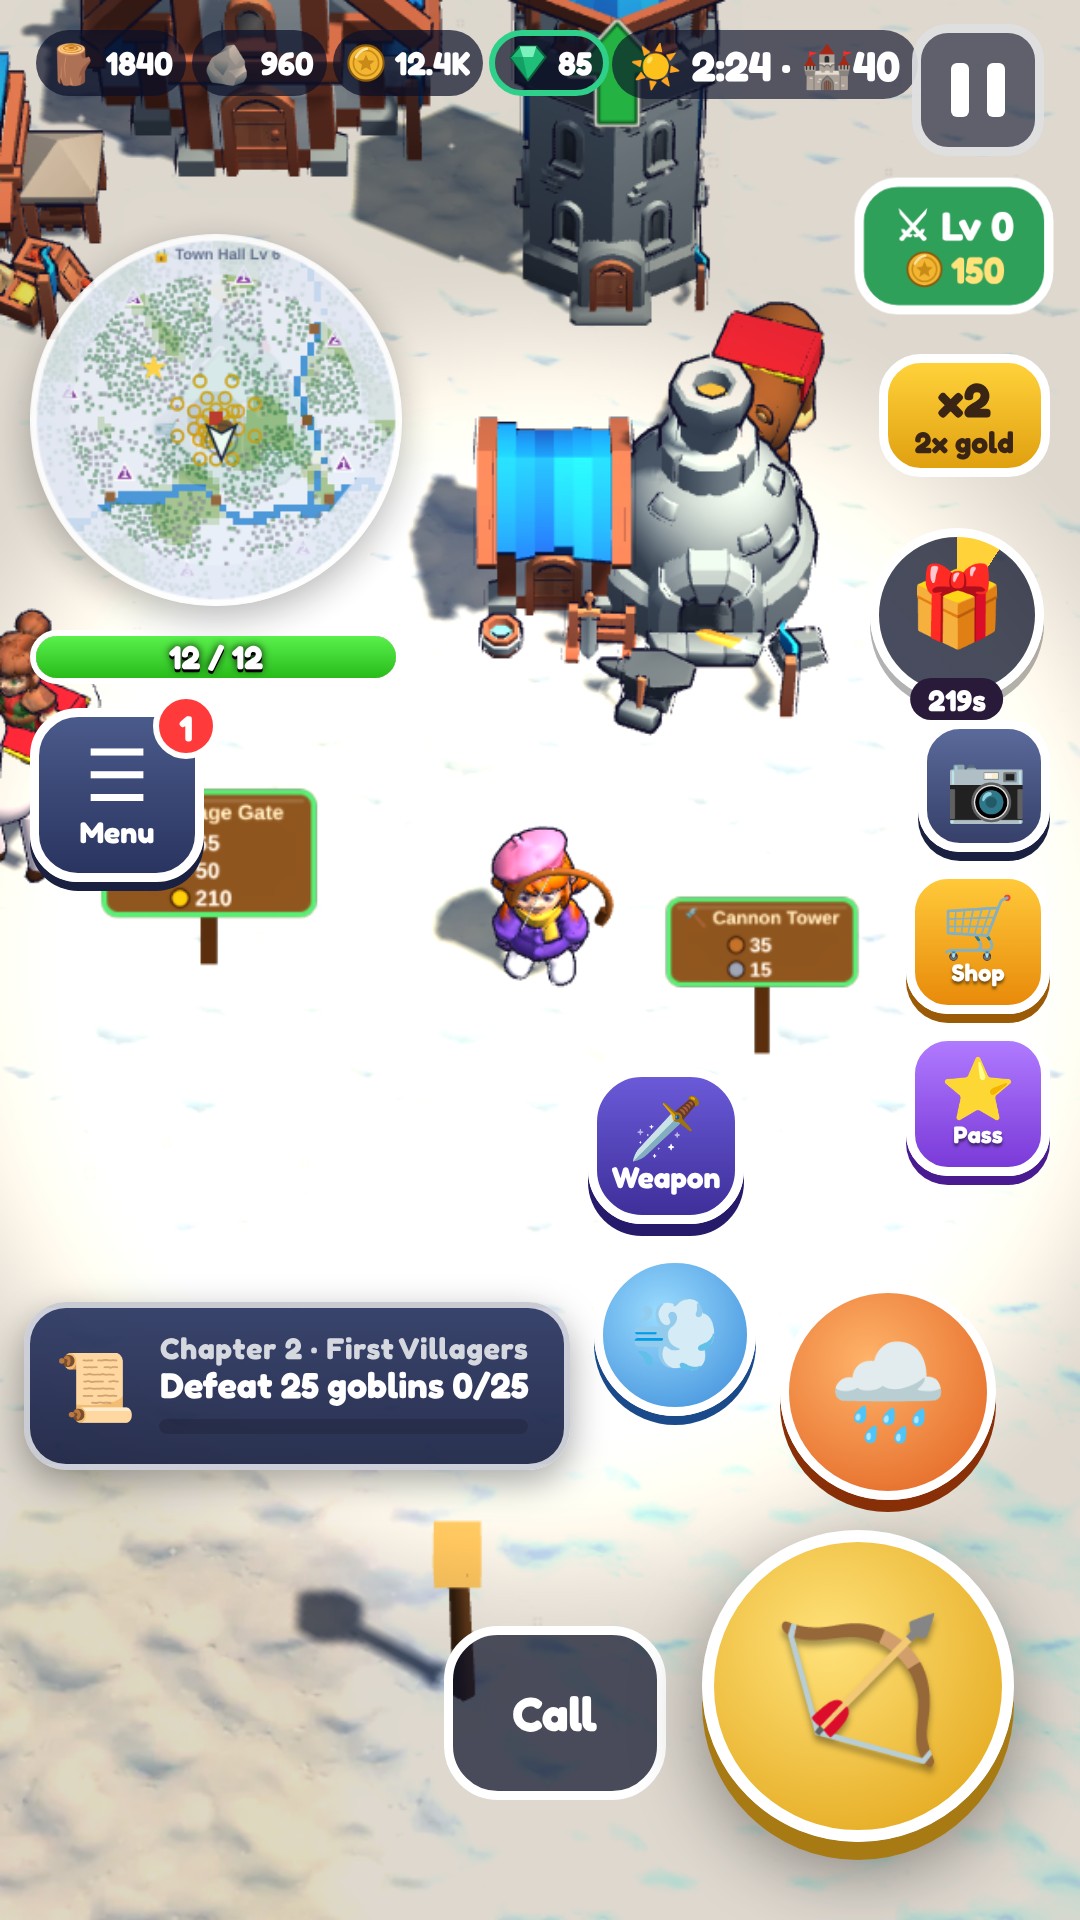 1840
960
12.4K
85
2:24 · 40
Lv 0
150
Town Hall Lv 6
x2
2x gold
219s
12 / 12
1
Menu
age Gate
50
210
Cannon Tower
35
15
Shop
Pass
Weapon
Chapter 2 · First Villagers
Defeat 25 goblins 0/25
Call